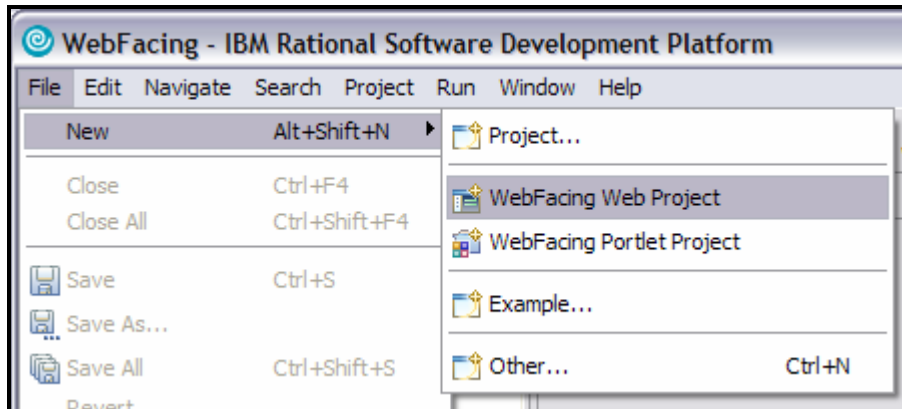 WebFacing - IBM Rational Software Development Platform
File Edit Navigate Search Project Run Window Help
New Alt+Shift+N
Project...
Close Ctrl+F4
WebFacing Web Project
Close All Ctrl+Shift+F4
WebFacing Portlet Project
Save Ctrl+S
Example...
Save As...
Save All Ctrl+Shift+S
Other... Ctrl+N
Revert